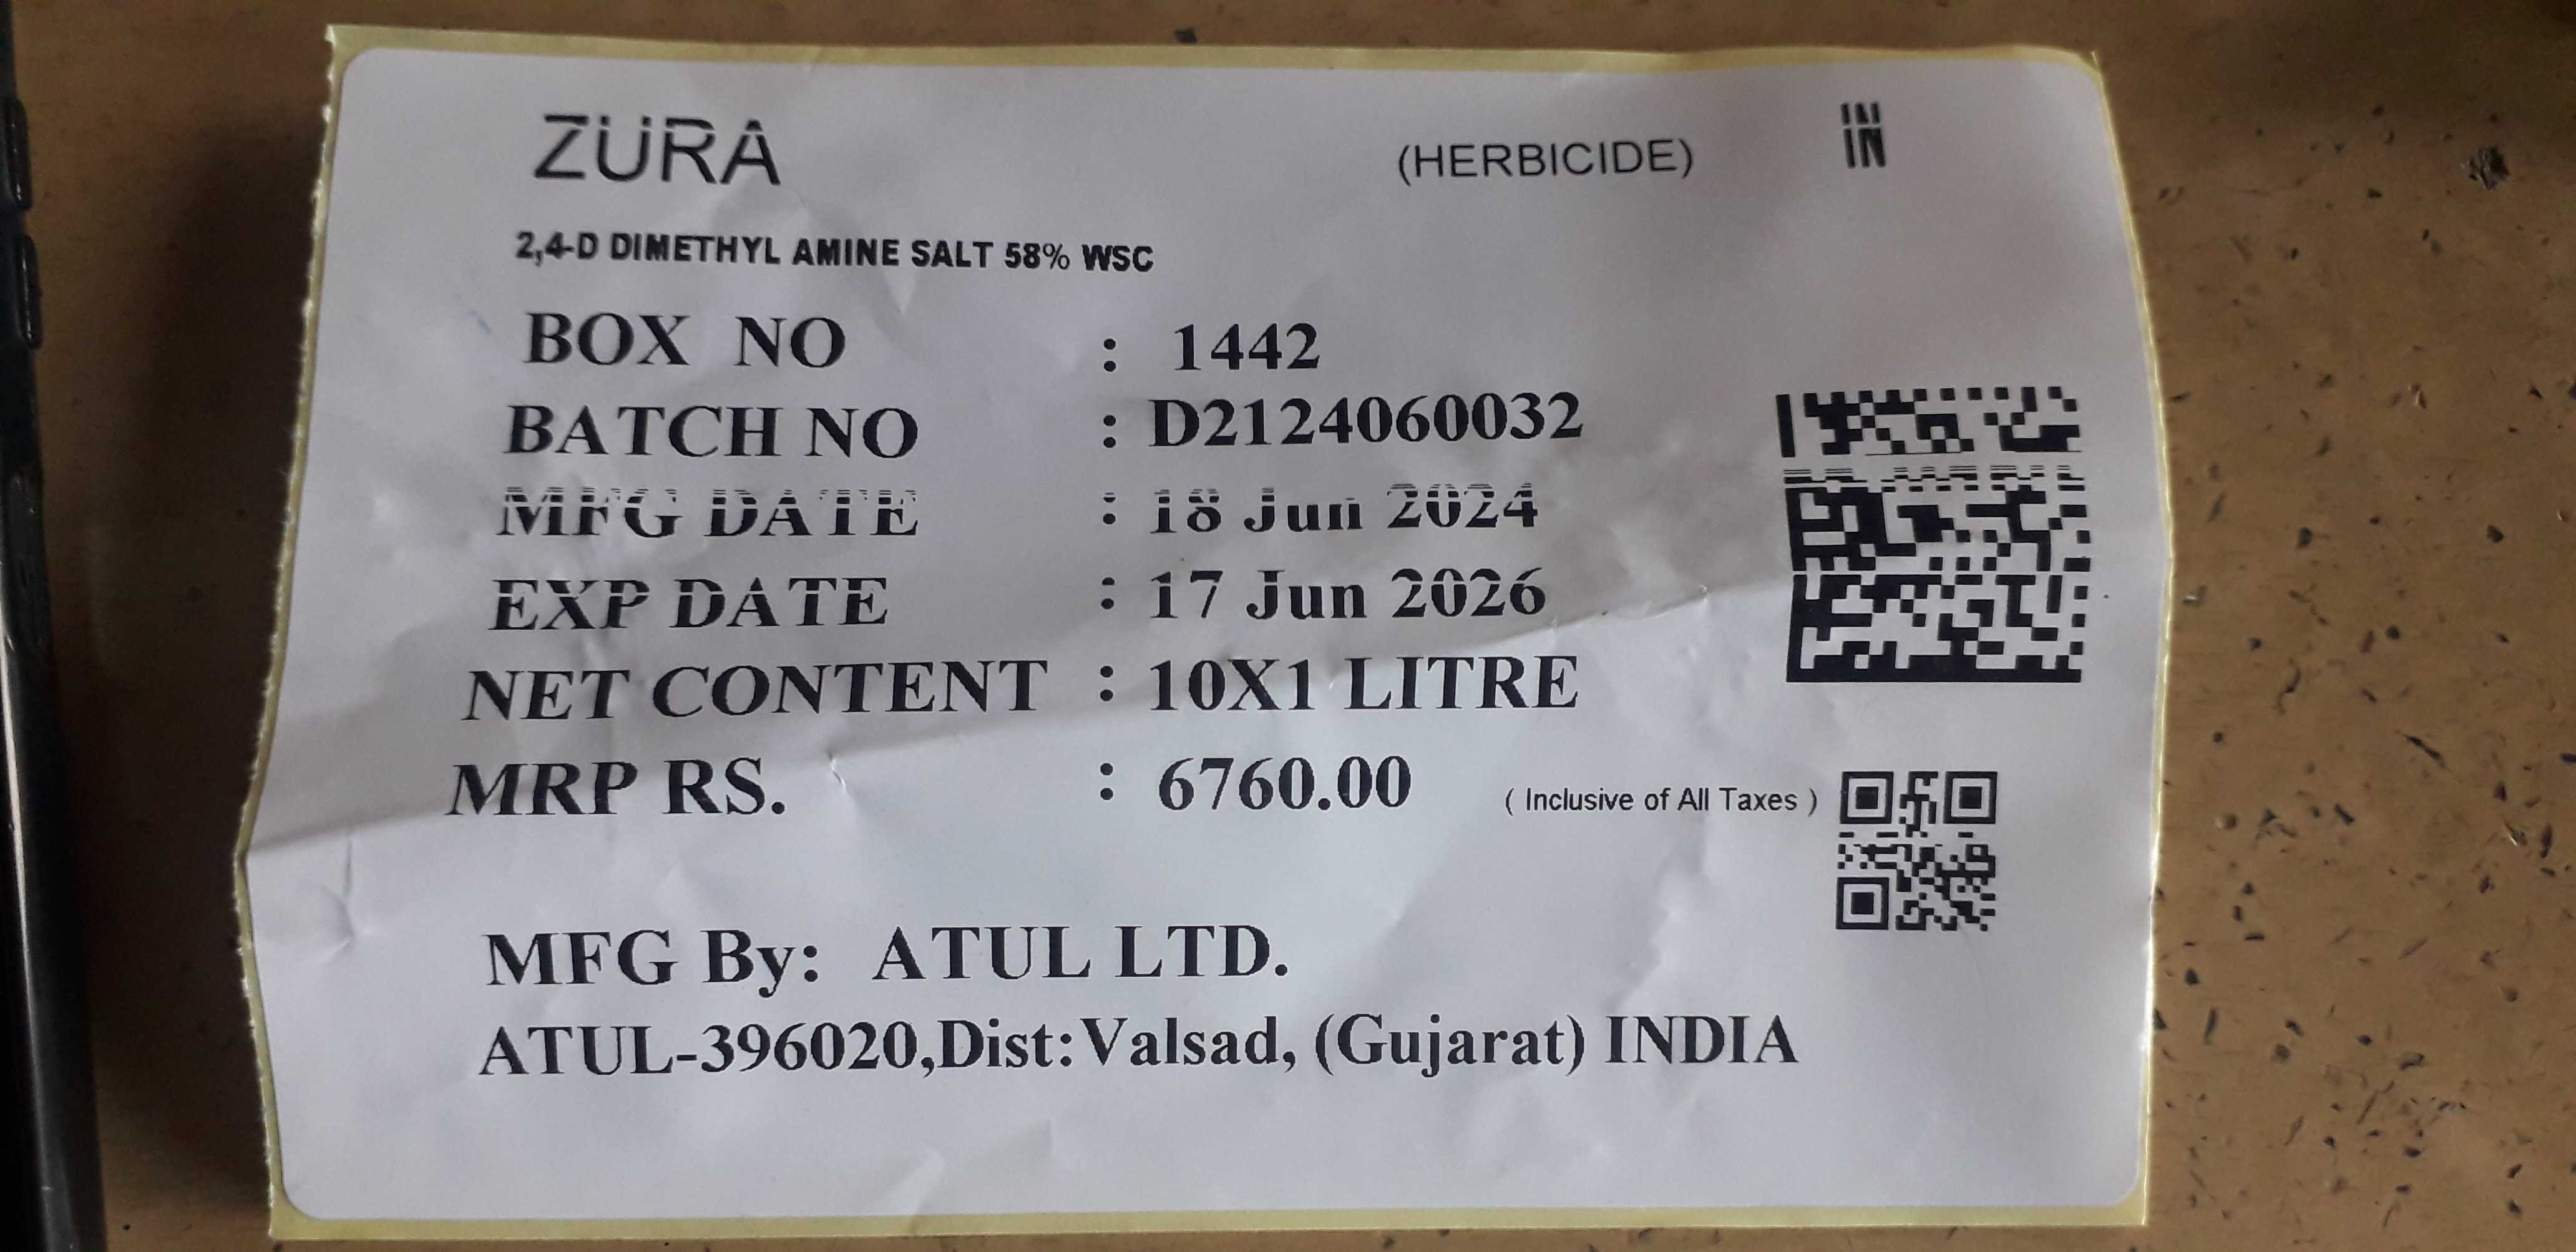 ZURA (HERBICIDE) IN
2,4-D DIMETHYL AMINE SALT 58% WSC
BOX NO : 1442
BATCH NO : D2124060032
MFG DATE : 18 Jun 2024
EXP DATE : 17 Jun 2026
NET CONTENT : 10X1 LITRE
MRP RS. : 6760.00 ( Inclusive of All Taxes )
MFG By: ATUL LTD.
ATUL-396020,Dist:Valsad, (Gujarat) INDIA